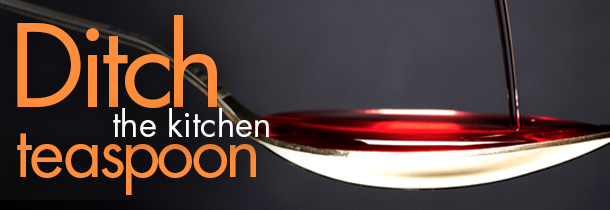 Ditch
the kitchen
teaspoon